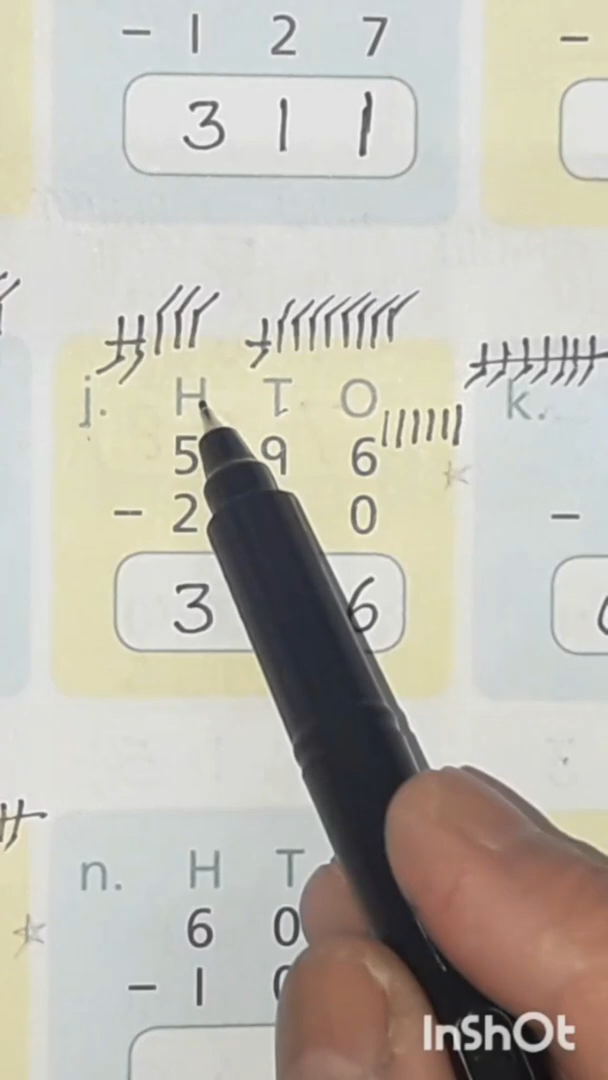 - 1 2 7
-
3 1 1
j. H T O
k.
5 9 6
- 2 0
-
3 6
n. H T
6 0
- 1
InShOt